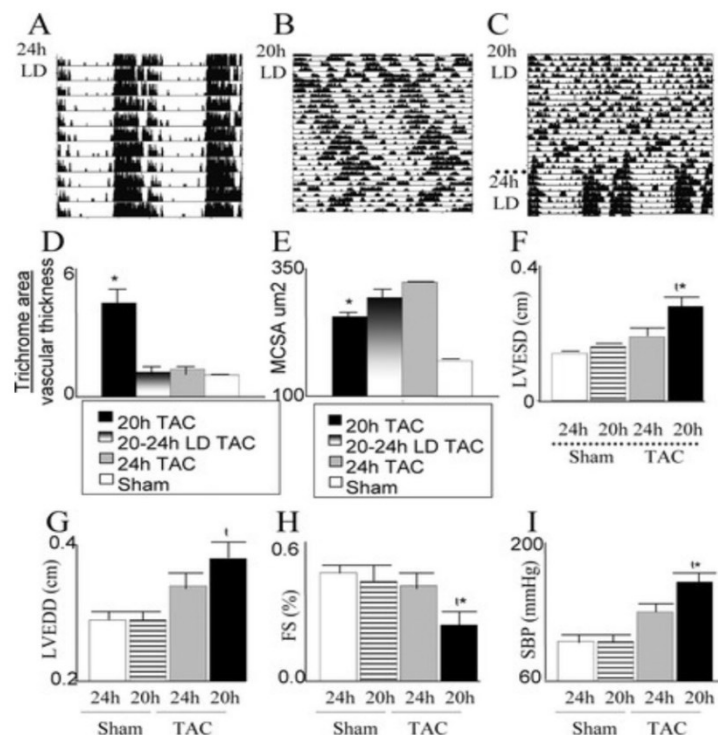 A
B
C
24h
LD
20h
LD
20h
LD
24h
LD
D
E
F
6
0
Trichrome area
vascular thickness
*
350
100
MCSA um2
*
0.4
0
LVESD (cm)
t*
24h 20h 24h 20h
Sham TAC
20h TAC
20-24h LD TAC
24h TAC
Sham
20h TAC
20-24h LD TAC
24h TAC
Sham
G
H
I
0.4
0.2
LVEDD (cm)
t
24h 20h 24h 20h
Sham TAC
0.6
0.0
FS (%)
t*
24h 20h 24h 20h
Sham TAC
200
60
SBP (mmHg)
t*
24h 20h 24h 20h
Sham TAC